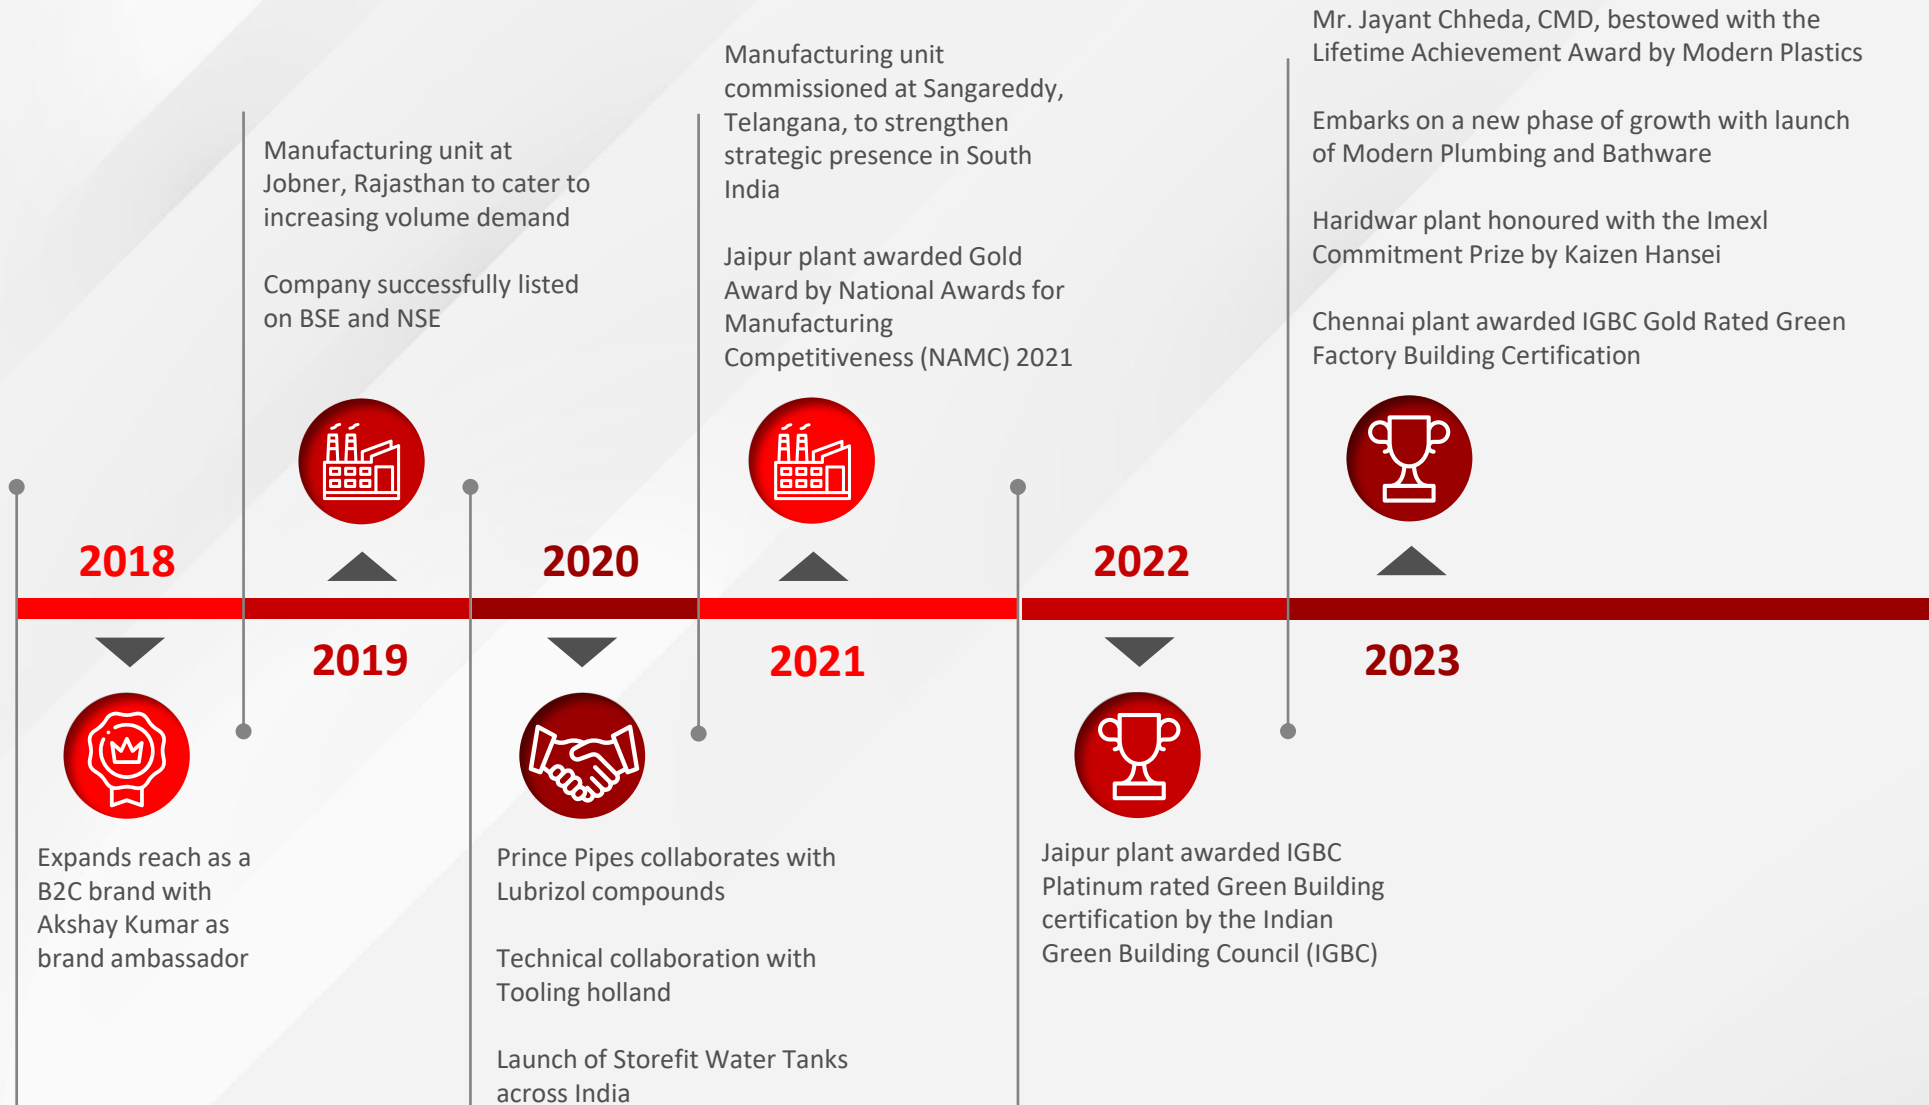 2018
Expands reach as a
B2C brand with
Akshay Kumar as
brand ambassador
Manufacturing unit at
Jobner, Rajasthan to cater to
increasing volume demand
Company successfully listed
on BSE and NSE
2019
2020
Prince Pipes collaborates with
Lubrizol compounds
Technical collaboration with
Tooling holland
Launch of Storefit Water Tanks
across India
Manufacturing unit
commissioned at Sangareddy,
Telangana, to strengthen
strategic presence in South
India
Jaipur plant awarded Gold
Award by National Awards for
Manufacturing
Competitiveness (NAMC) 2021
2021
2022
Jaipur plant awarded IGBC
Platinum rated Green Building
certification by the Indian
Green Building Council (IGBC)
Mr. Jayant Chheda, CMD, bestowed with the
Lifetime Achievement Award by Modern Plastics
Embarks on a new phase of growth with launch
of Modern Plumbing and Bathware
Haridwar plant honoured with the Imexl
Commitment Prize by Kaizen Hansei
Chennai plant awarded IGBC Gold Rated Green
Factory Building Certification
2023